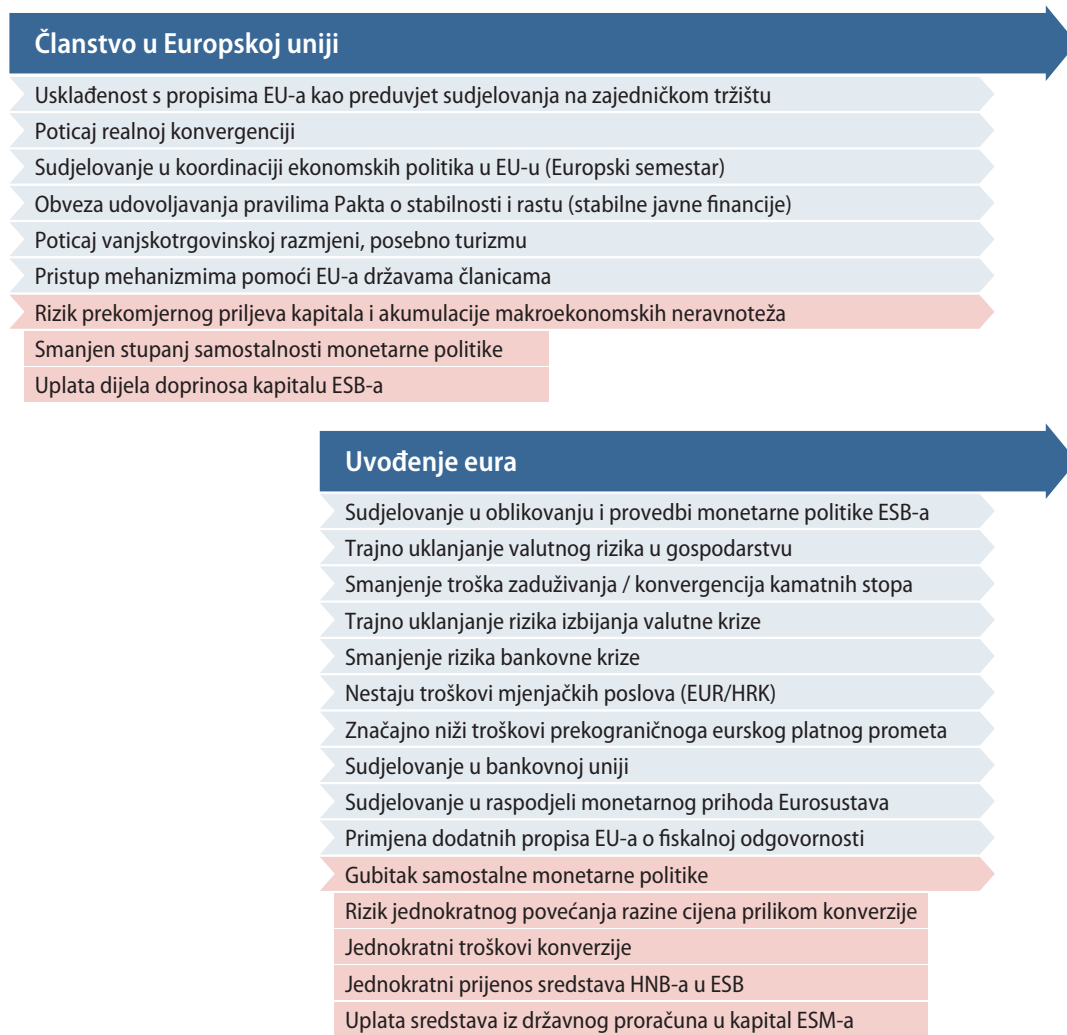 Članstvo u Europskoj uniji
Usklađenost s propisima EU-a kao preduvjet sudjelovanja na zajedničkom tržištu
Poticaj realnoj konvergenciji
Sudjelovanje u koordinaciji ekonomskih politika u EU-u (Europski semestar)
Obveza udovoljavanja pravilima Pakta o stabilnosti i rastu (stabilne javne financije)
Poticaj vanjskotrgovinskoj razmjeni, posebno turizmu
Pristup mehanizmima pomoći EU-a državama članicama
Rizik prekomjernog priljeva kapitala i akumulacije makroekonomskih neravnoteža
Smanjen stupanj samostalnosti monetarne politike
Uplata dijela doprinosa kapitalu ESB-a
Uvođenje eura
Sudjelovanje u oblikovanju i provedbi monetarne politike ESB-a
Trajno uklanjanje valutnog rizika u gospodarstvu
Smanjenje troška zaduživanja / konvergencija kamatnih stopa
Trajno uklanjanje rizika izbijanja valutne krize
Smanjenje rizika bankovne krize
Nestaju troškovi mjenjačkih poslova (EUR/HRK)
Značajno niži troškovi prekograničnoga eurskog platnog prometa
Sudjelovanje u bankovnoj uniji
Sudjelovanje u raspodjeli monetarnog prihoda Eurosustava
Primjena dodatnih propisa EU-a o fiskalnoj odgovornosti
Gubitak samostalne monetarne politike
Rizik jednokratnog povećanja razine cijena prilikom konverzije
Jednokratni troškovi konverzije
Jednokratni prijenos sredstava HNB-a u ESB
Uplata sredstava iz državnog proračuna u kapital ESM-a